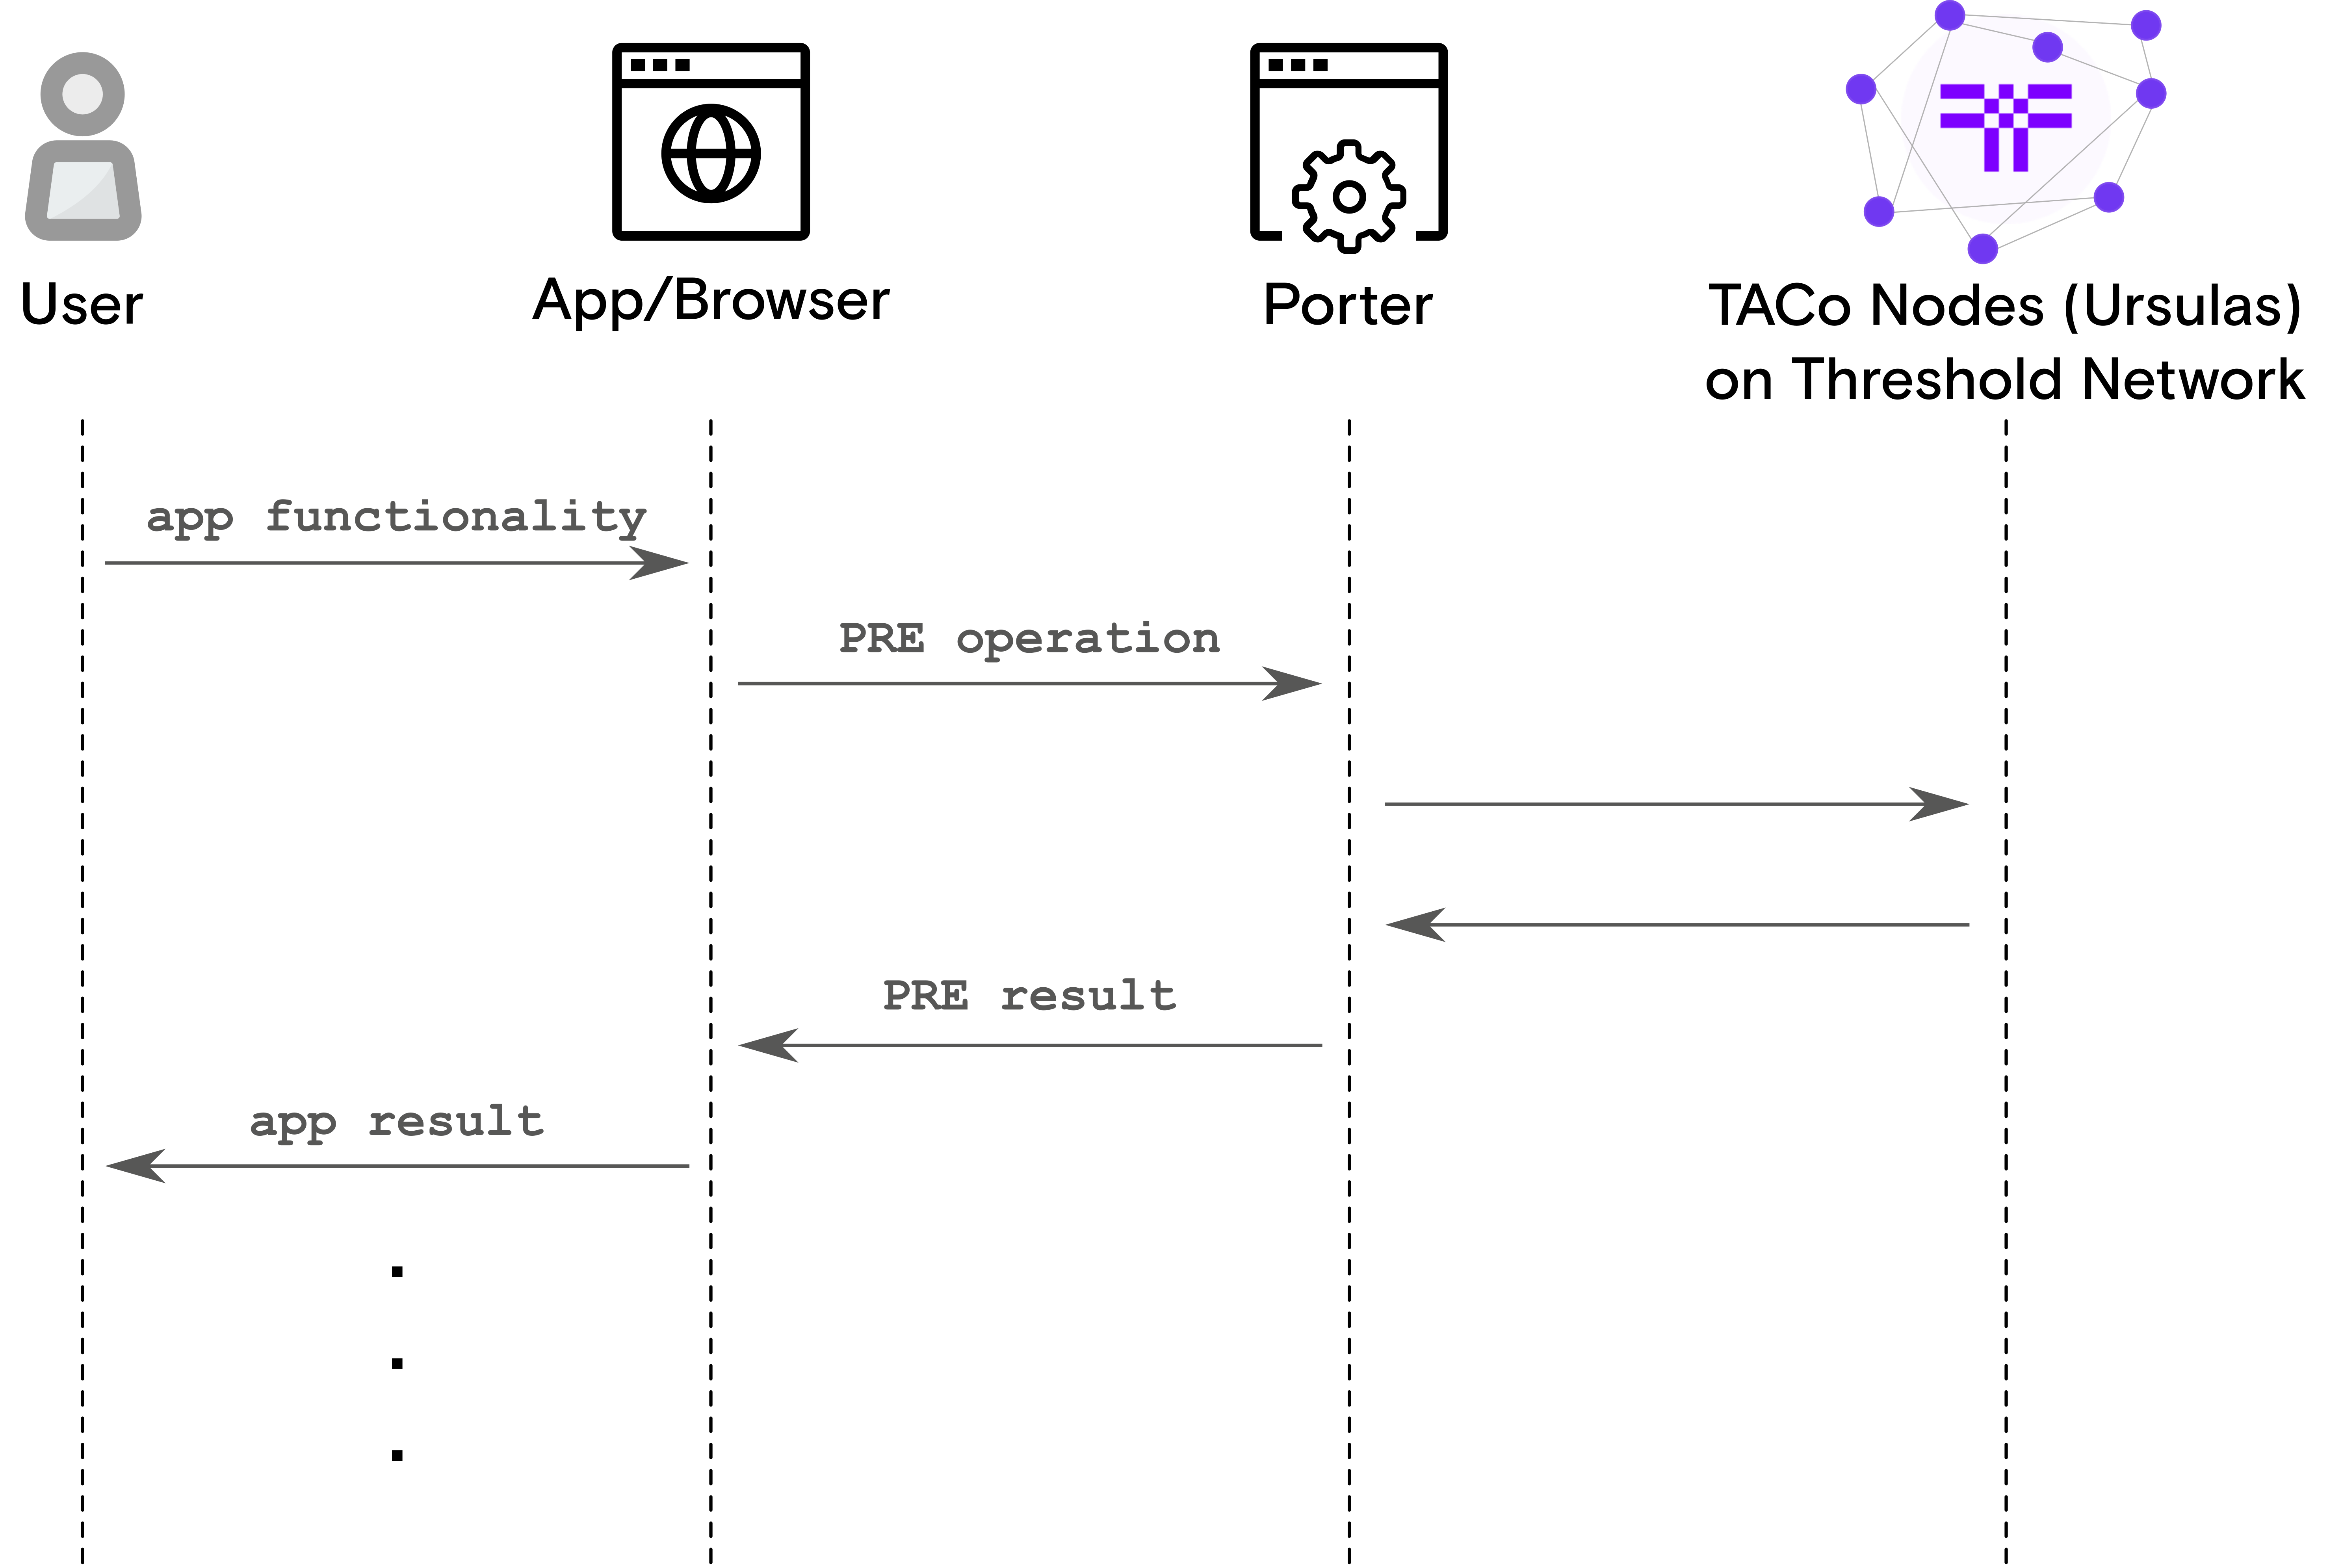 User
App/Browser
Porter
TACo Nodes (Ursulas)
on Threshold Network
app functionality
PRE operation
PRE result
app result